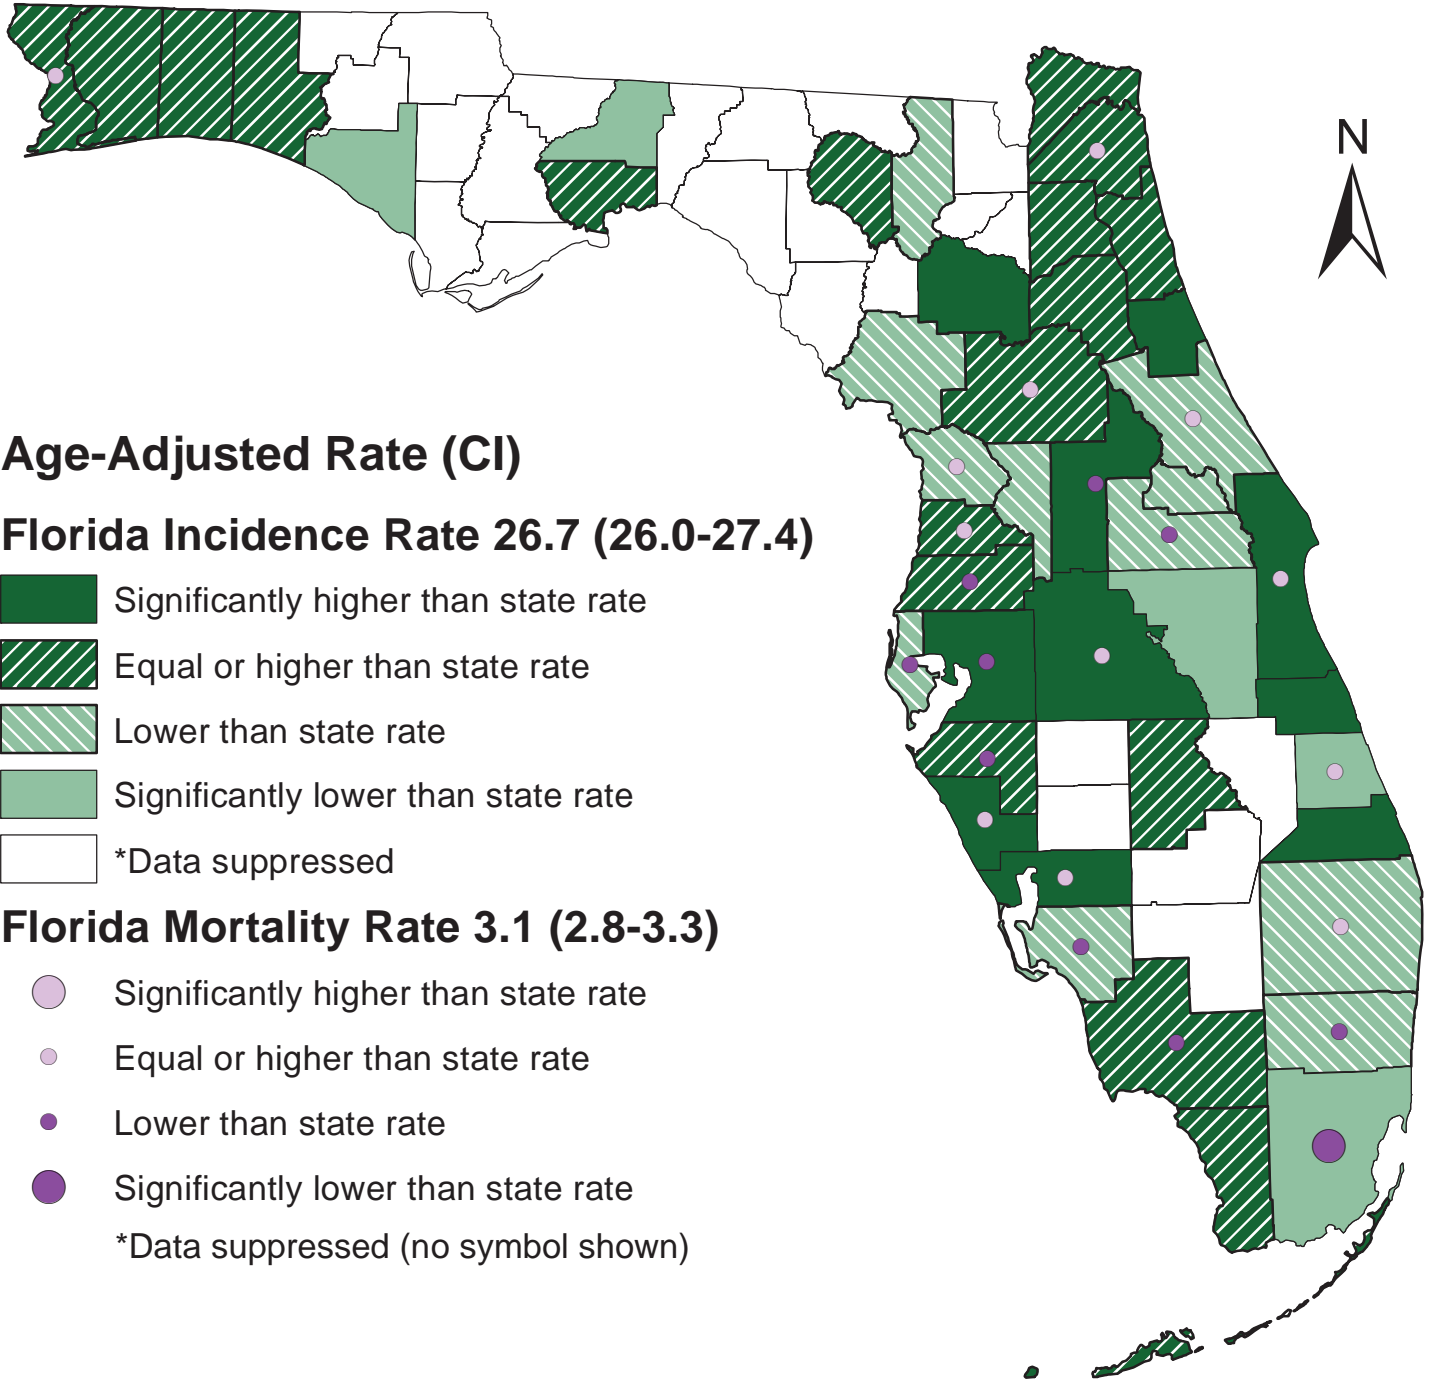 N
Age-Adjusted Rate (CI)
Florida Incidence Rate 26.7 (26.0-27.4)
Significantly higher than state rate
Equal or higher than state rate
Lower than state rate
Significantly lower than state rate
*Data suppressed
Florida Mortality Rate 3.1 (2.8-3.3)
Significantly higher than state rate
Equal or higher than state rate
Lower than state rate
Significantly lower than state rate
*Data suppressed (no symbol shown)